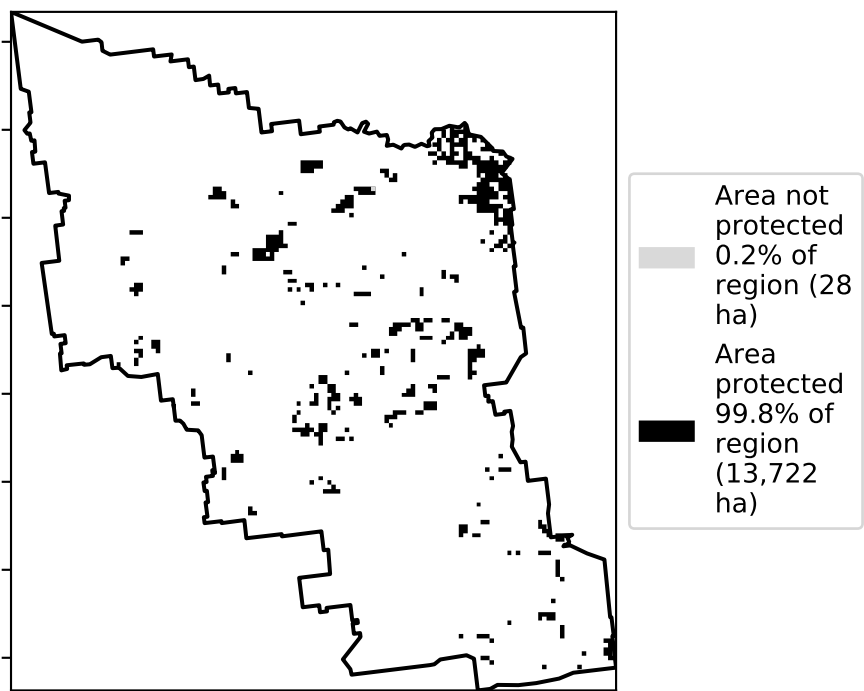 Area not
protected
0.2% of
region (28
ha)
Area
protected
99.8% of
region
(13,722
ha)